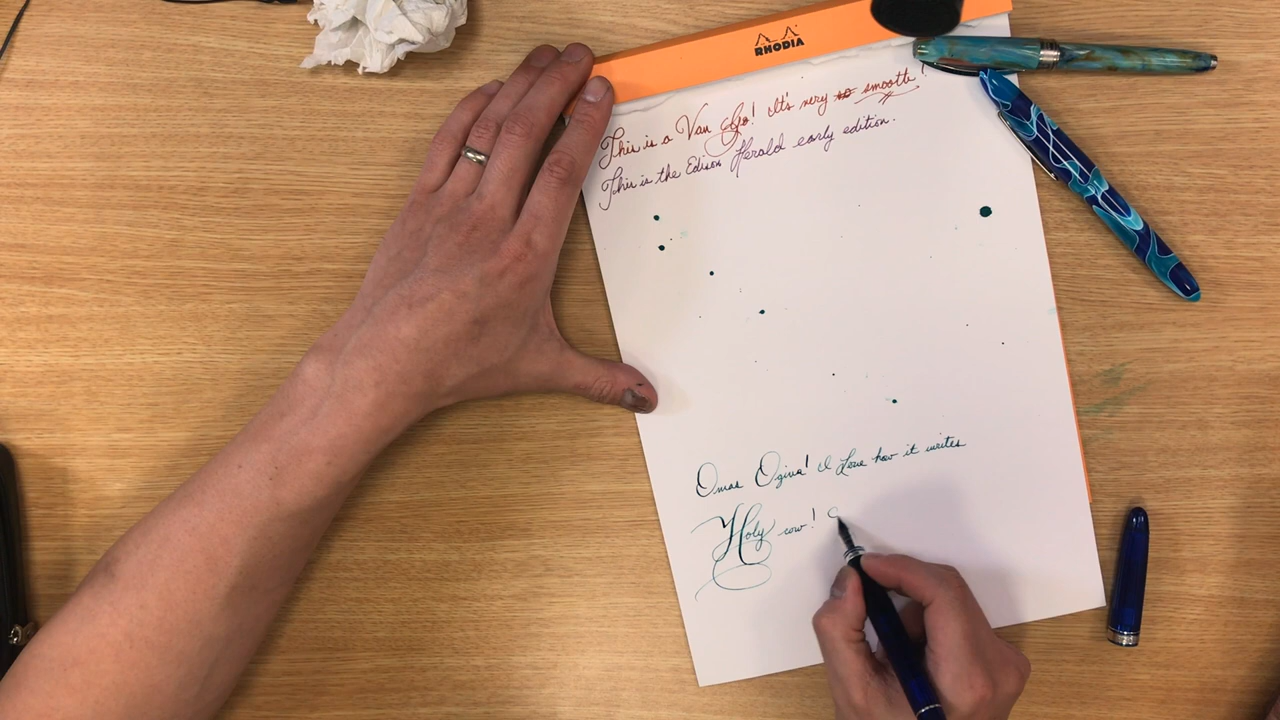 RHODIA
This is a Van Go! It's very so smooth!
This is the Edison Herald early edition.
Omas Ogiva! I Love how it writes
Holy cow!